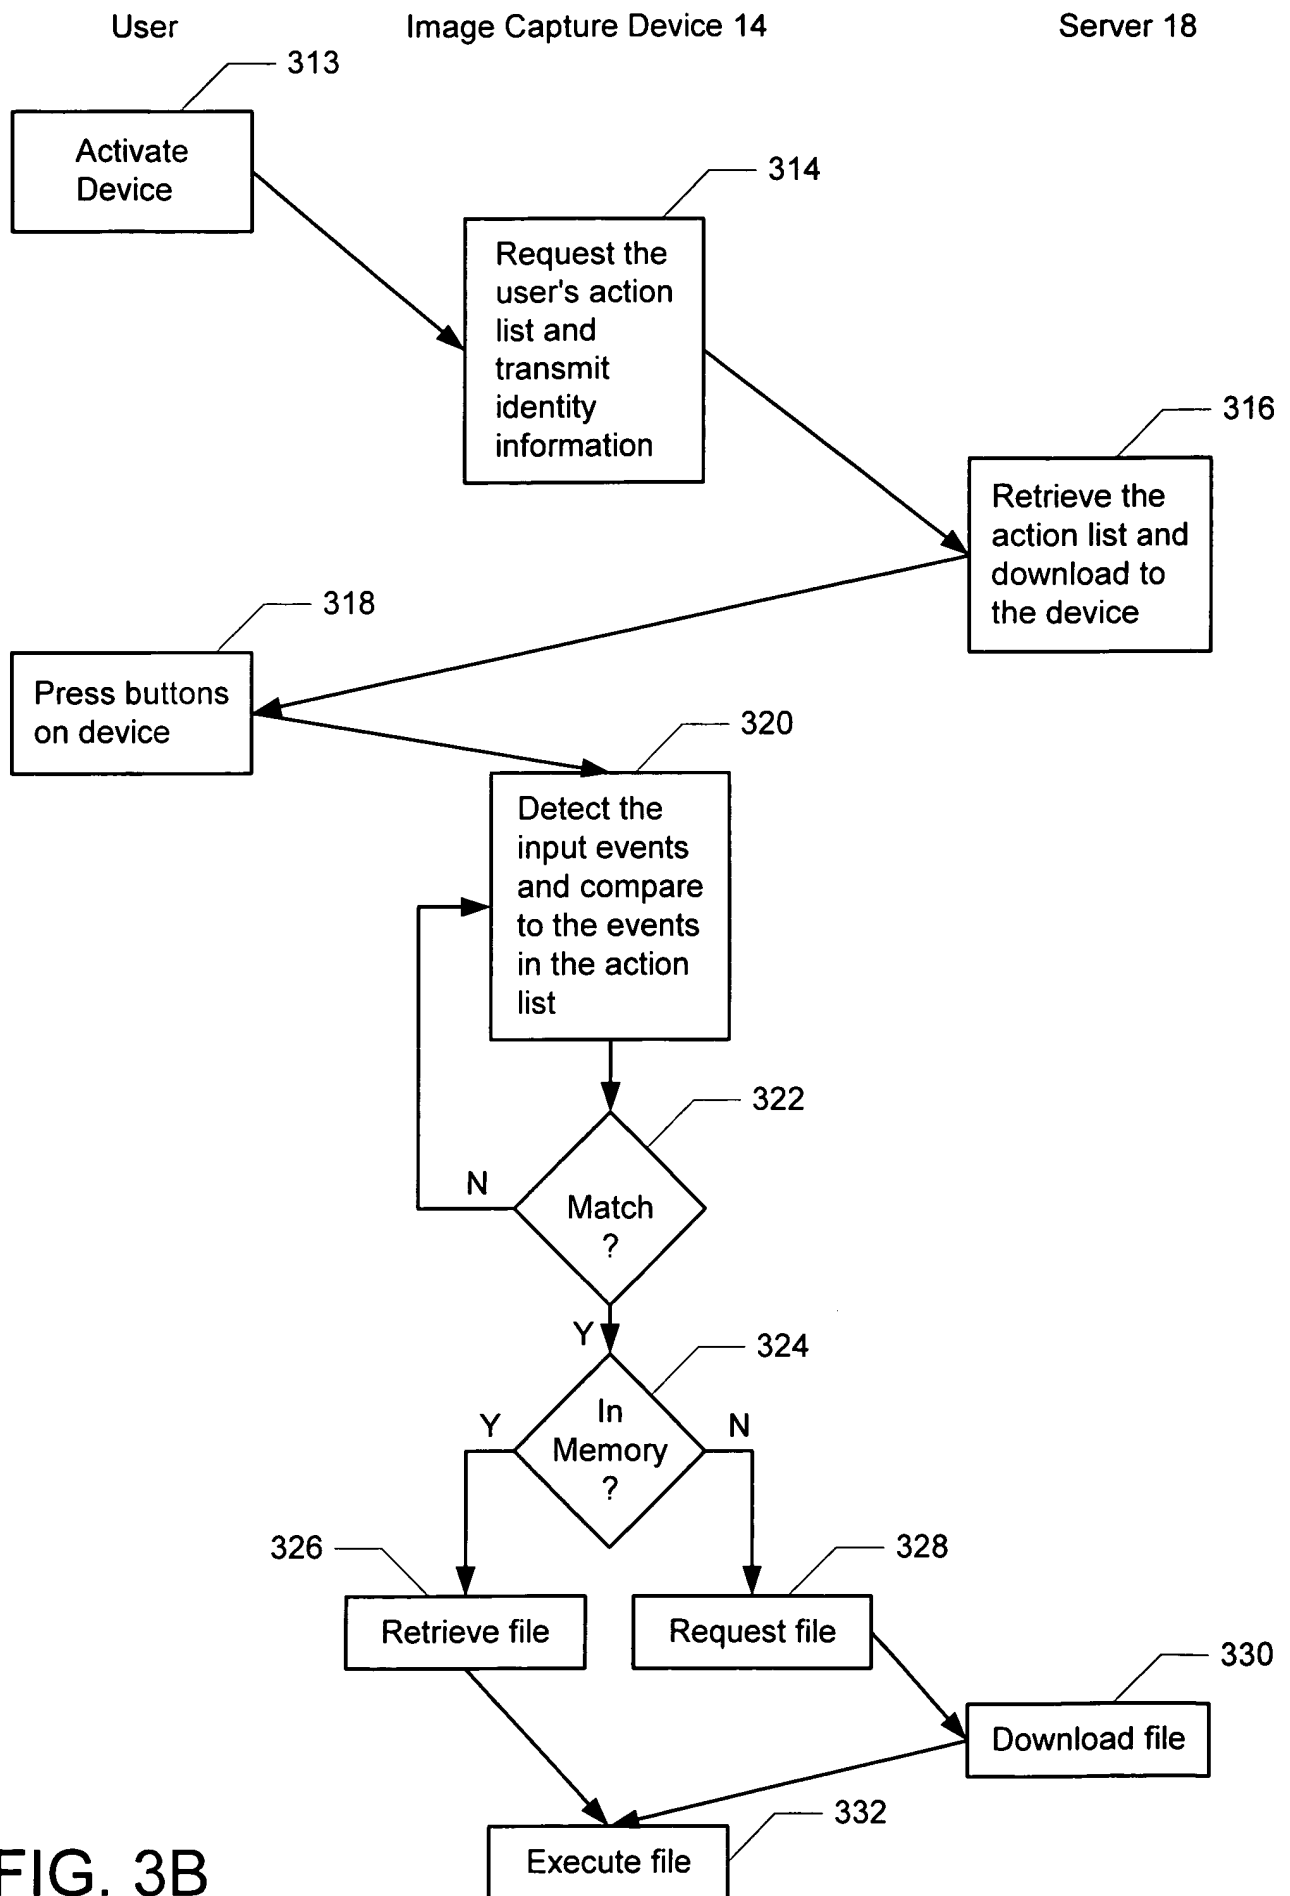 User
Image Capture Device 14
Server 18
313
Activate
Device
314
Request the
user's action
list and
transmit
identity
information
316
Retrieve the
action list and
download to
the device
318
Press buttons
on device
320
Detect the
input events
and compare
to the events
in the action
list
322
Match
?
N
Y
324
In
Memory
?
Y
N
326
Retrieve file
328
Request file
330
Download file
332
Execute file
FIG. 3B